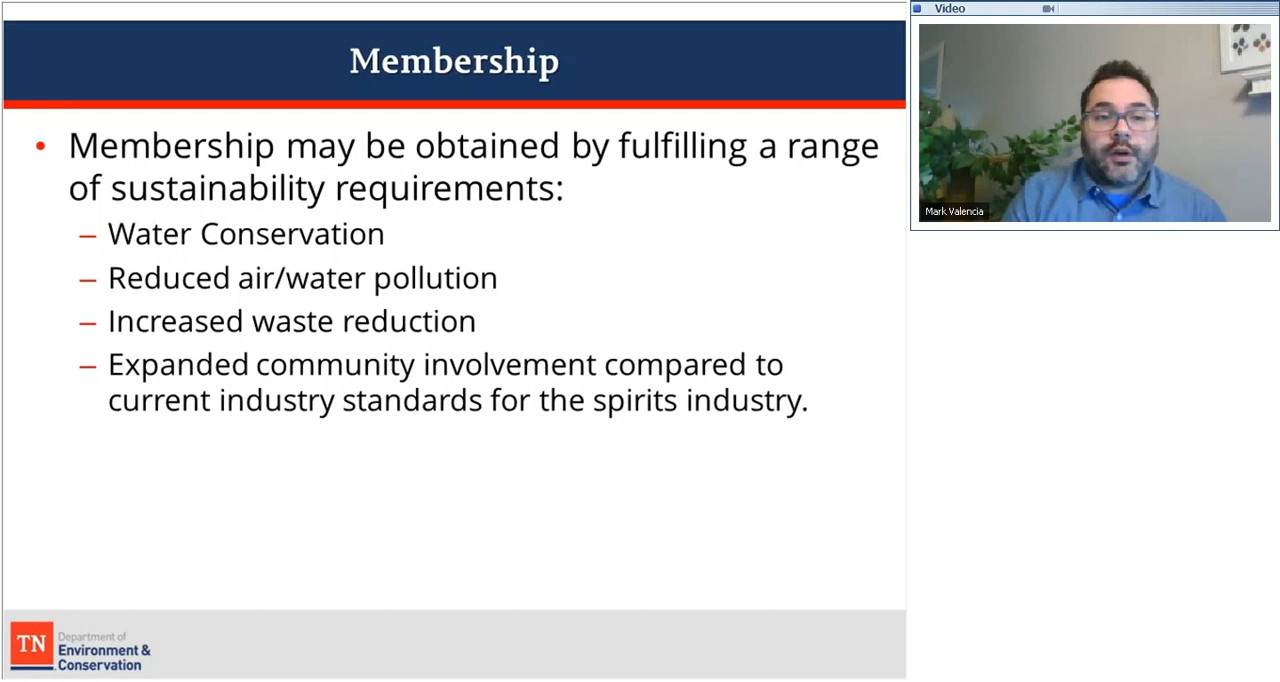 Membership
• Membership may be obtained by fulfilling a range
of sustainability requirements:
– Water Conservation
– Reduced air/water pollution
– Increased waste reduction
– Expanded community involvement compared to
current industry standards for the spirits industry.
TN
Department of
Environment &
Conservation
Video
Mark Valencia